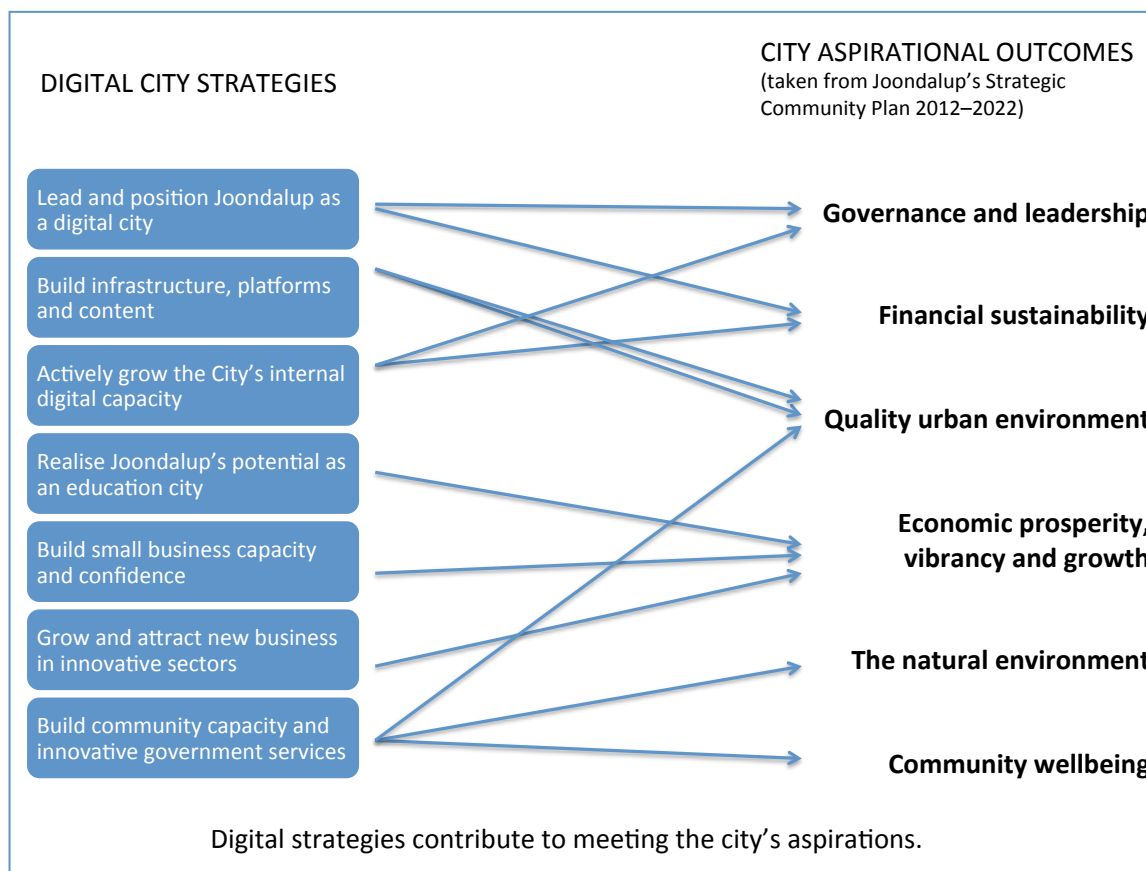 DIGITAL CITY STRATEGIES
CITY ASPIRATIONAL OUTCOMES
(taken from Joondalup's Strategic
Community Plan 2012–2022)
Lead and position Joondalup as
a digital city
Build infrastructure, platforms
and content
Actively grow the City's internal
digital capacity
Realise Joondalup's potential as
an education city
Build small business capacity
and confidence
Grow and attract new business
in innovative sectors
Build community capacity and
innovative government services
Governance and leadership
Financial sustainability
Quality urban environment
Economic prosperity,
vibrancy and growth
The natural environment
Community wellbeing
Digital strategies contribute to meeting the city's aspirations.